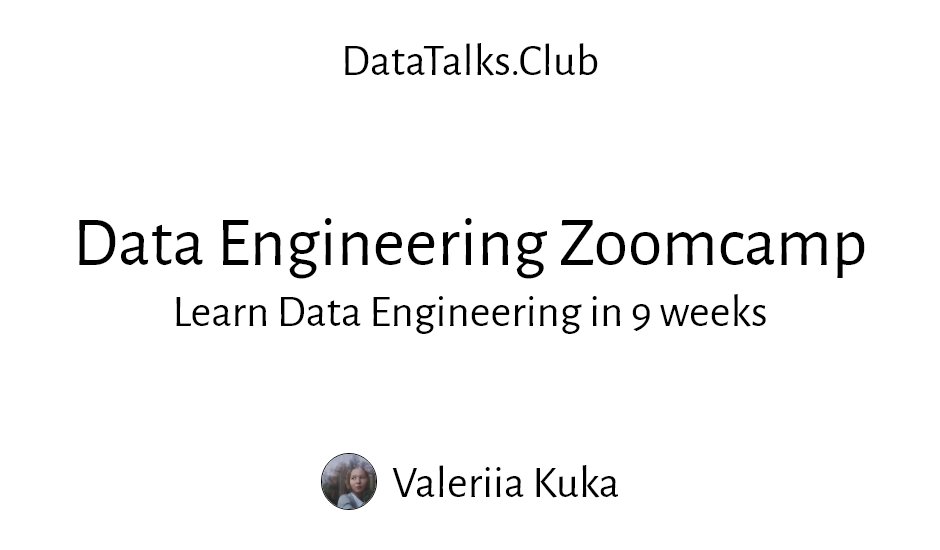 DataTalks.Club
Data Engineering Zoomcamp
Learn Data Engineering in 9 weeks
Valeriia Kuka